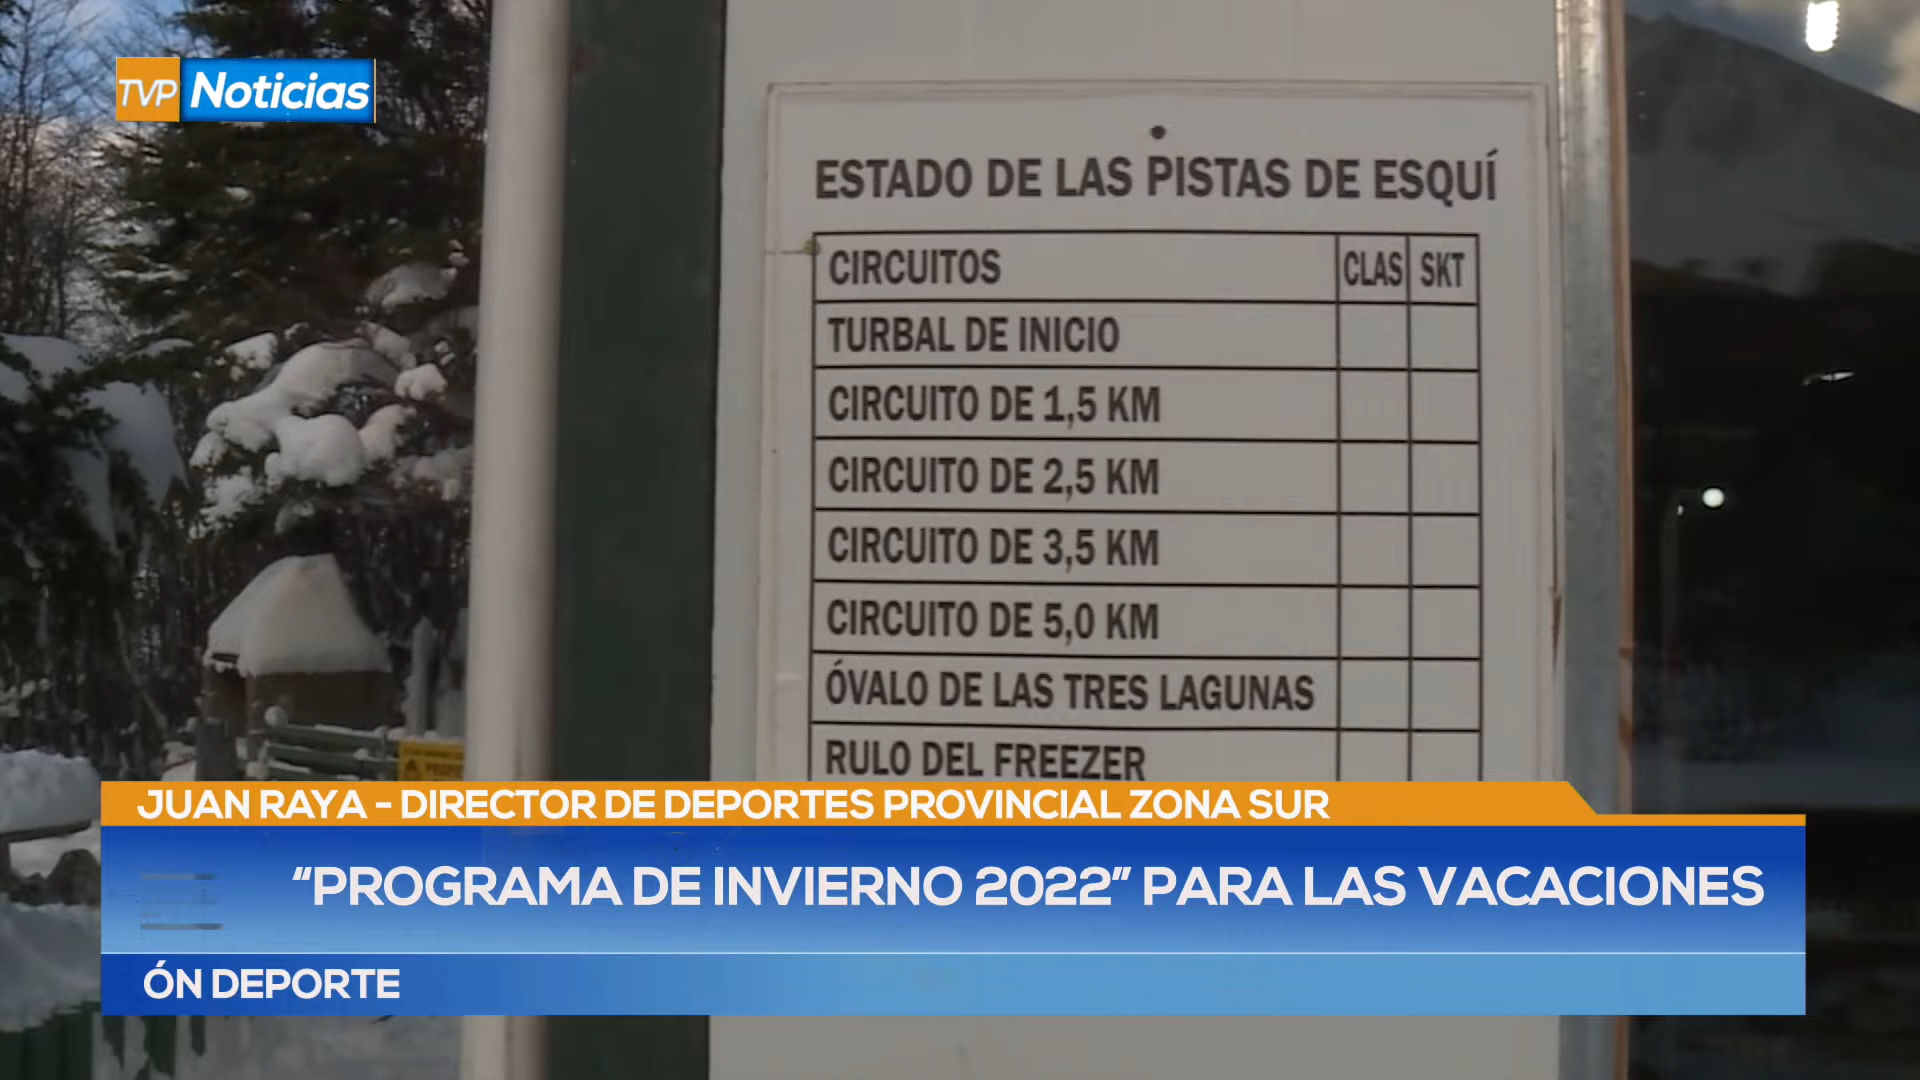 TVP Noticias
ESTADO DE LAS PISTAS DE ESQUÍ
CIRCUITOS CLAS SKT
TURBAL DE INICIO
CIRCUITO DE 1,5 KM
CIRCUITO DE 2,5 KM
CIRCUITO DE 3,5 KM
CIRCUITO DE 5,0 KM
ÓVALO DE LAS TRES LAGUNAS
RULO DEL FREEZER
JUAN RAYA - DIRECTOR DE DEPORTES PROVINCIAL ZONA SUR
“PROGRAMA DE INVIERNO 2022” PARA LAS VACACIONES
ÓN DEPORTE